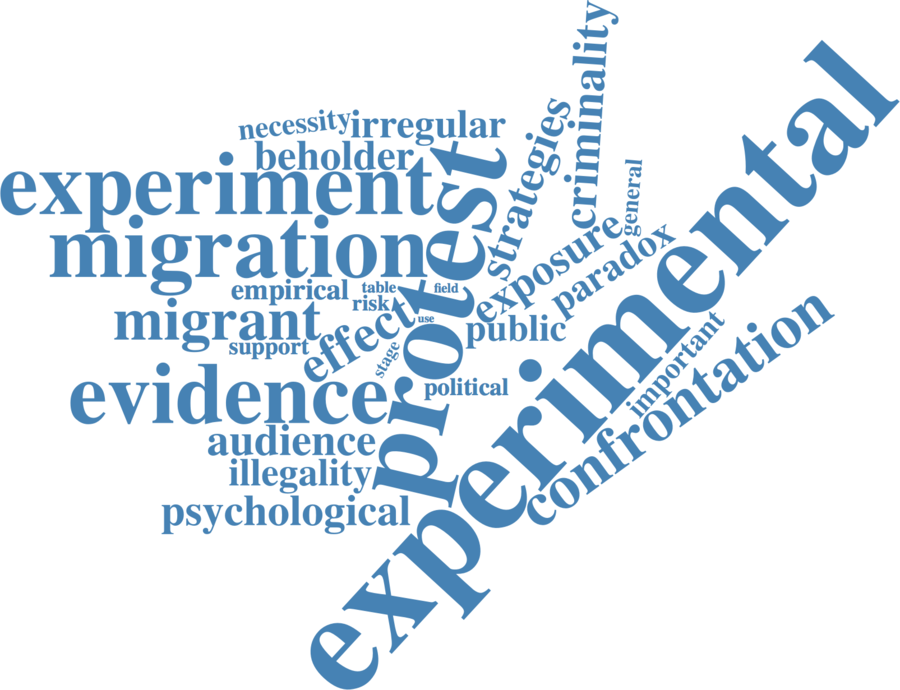 criminality
experimental
necessity
irregular
strategies
beholder
protest
experiment
general
migration
exposure
paradox
empirical
table
field
risk
migrant
effect
use
public
support
stage
important
confrontation
evidence
political
audience
illegality
psychological